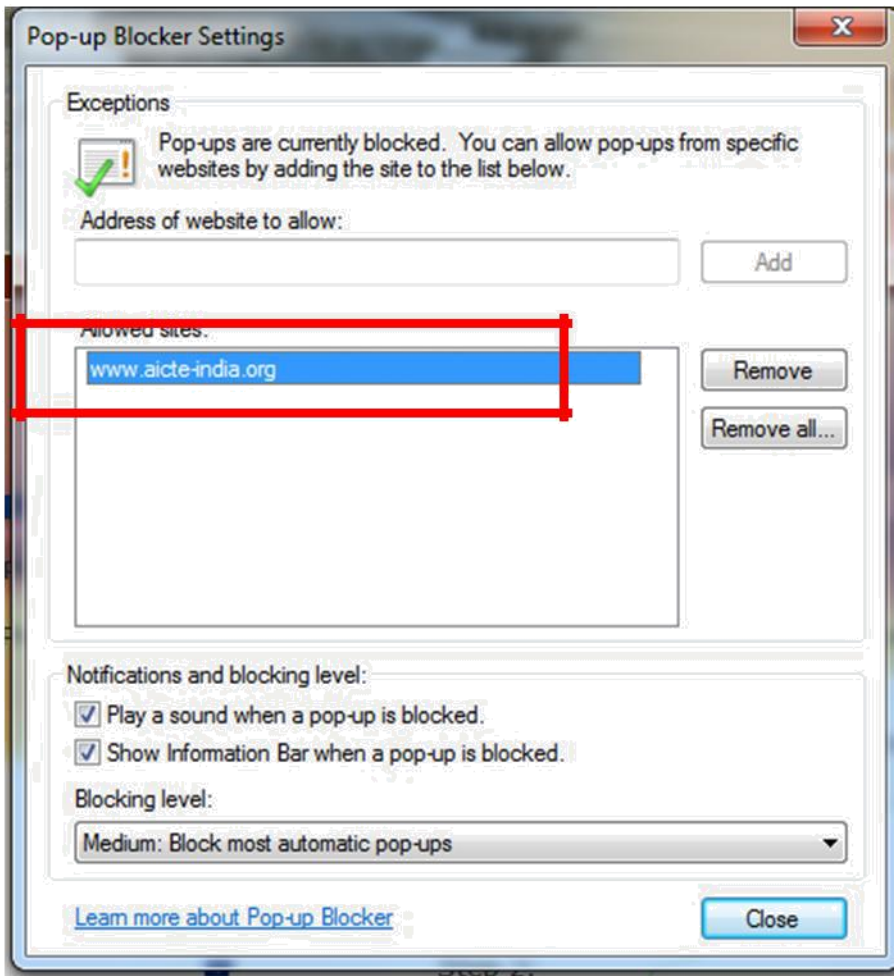 Pop-up Blocker Settings
Exceptions
Pop-ups are currently blocked. You can allow pop-ups from specific
websites by adding the site to the list below.
Address of website to allow:
Add
Allowed sites:
www.aicte-india.org
Remove
Remove all...
Notifications and blocking level:
Play a sound when a pop-up is blocked.
Show Information Bar when a pop-up is blocked.
Blocking level:
Medium: Block most automatic pop-ups
Learn more about Pop-up Blocker
Close